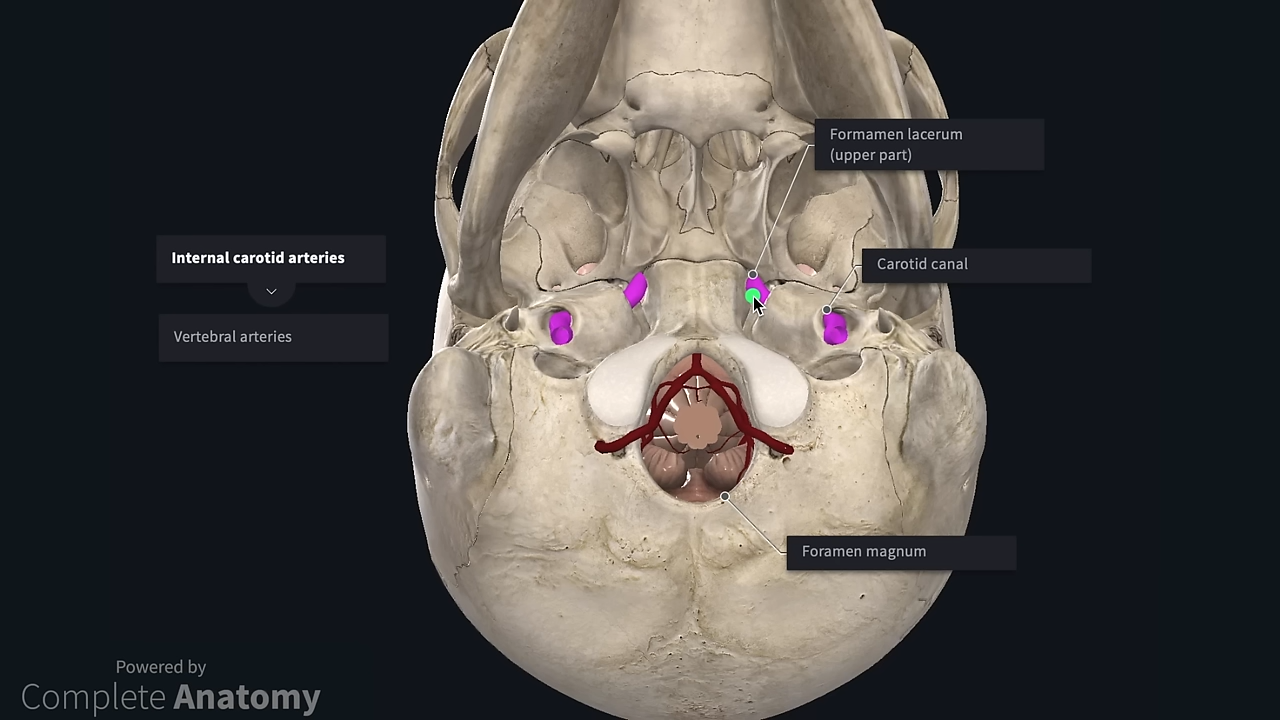 Formamen lacerum
(upper part)
Internal carotid arteries
Carotid canal
Vertebral arteries
Foramen magnum
Powered by
Complete Anatomy